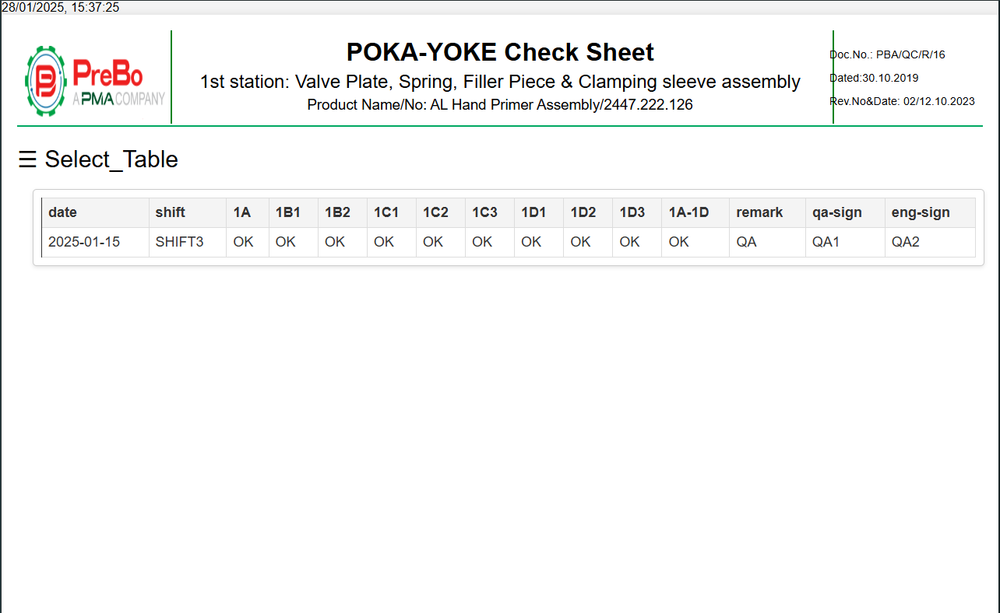 28/01/2025, 15:37:25
PreBo
A PMA COMPANY
POKA-YOKE Check Sheet
1st station: Valve Plate, Spring, Filler Piece & Clamping sleeve assembly
Product Name/No: AL Hand Primer Assembly/2447.222.126
Doc.No.: PBA/QC/R/16
Dated:30.10.2019
Rev.No&Date: 02/12.10.2023
☰ Select_Table
date shift 1A 1B1 1B2 1C1 1C2 1C3 1D1 1D2 1D3 1A-1D remark qa-sign eng-sign
2025-01-15 SHIFT3 OK OK OK OK OK OK OK OK OK OK QA QA1 QA2